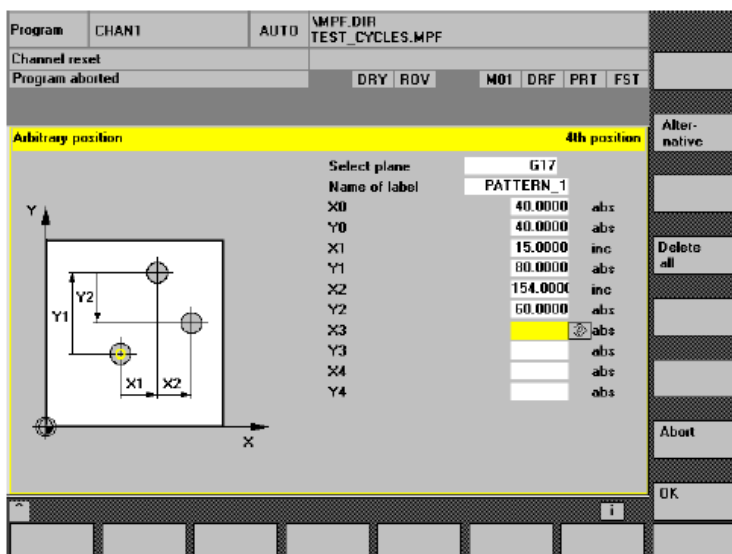 Program CHAN1 AUTO \MPF.DIR
TEST_CYCLES.MPF
Channel reset
Program aborted DRY ROV M01 DRF PRT FST
Arbitrary position 4th position
Select plane G17
Name of label PATTERN_1
X0 40.0000 abs
Y0 40.0000 abs
X1 15.0000 inc
Y1 80.0000 abs
X2 154.0000 inc
Y2 60.0000 abs
X3 abs
Y3 abs
X4 abs
Y4 abs
Y
Y2
Y1
X1 X2
X
Alter-
native
Delete
all
Abort
OK
^ i